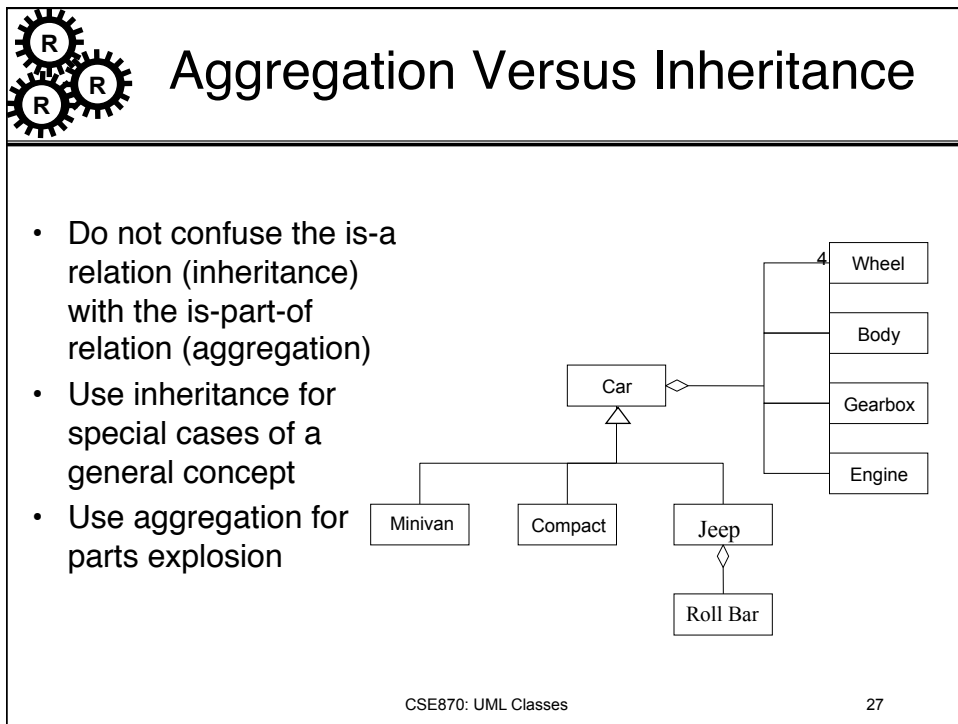 R
R
R
Aggregation Versus Inheritance
• Do not confuse the is-a
relation (inheritance)
with the is-part-of
relation (aggregation)
• Use inheritance for
special cases of a
general concept
• Use aggregation for
parts explosion
4
Wheel
Body
Car
Gearbox
Engine
Minivan
Compact
Jeep
Roll Bar
CSE870: UML Classes
27